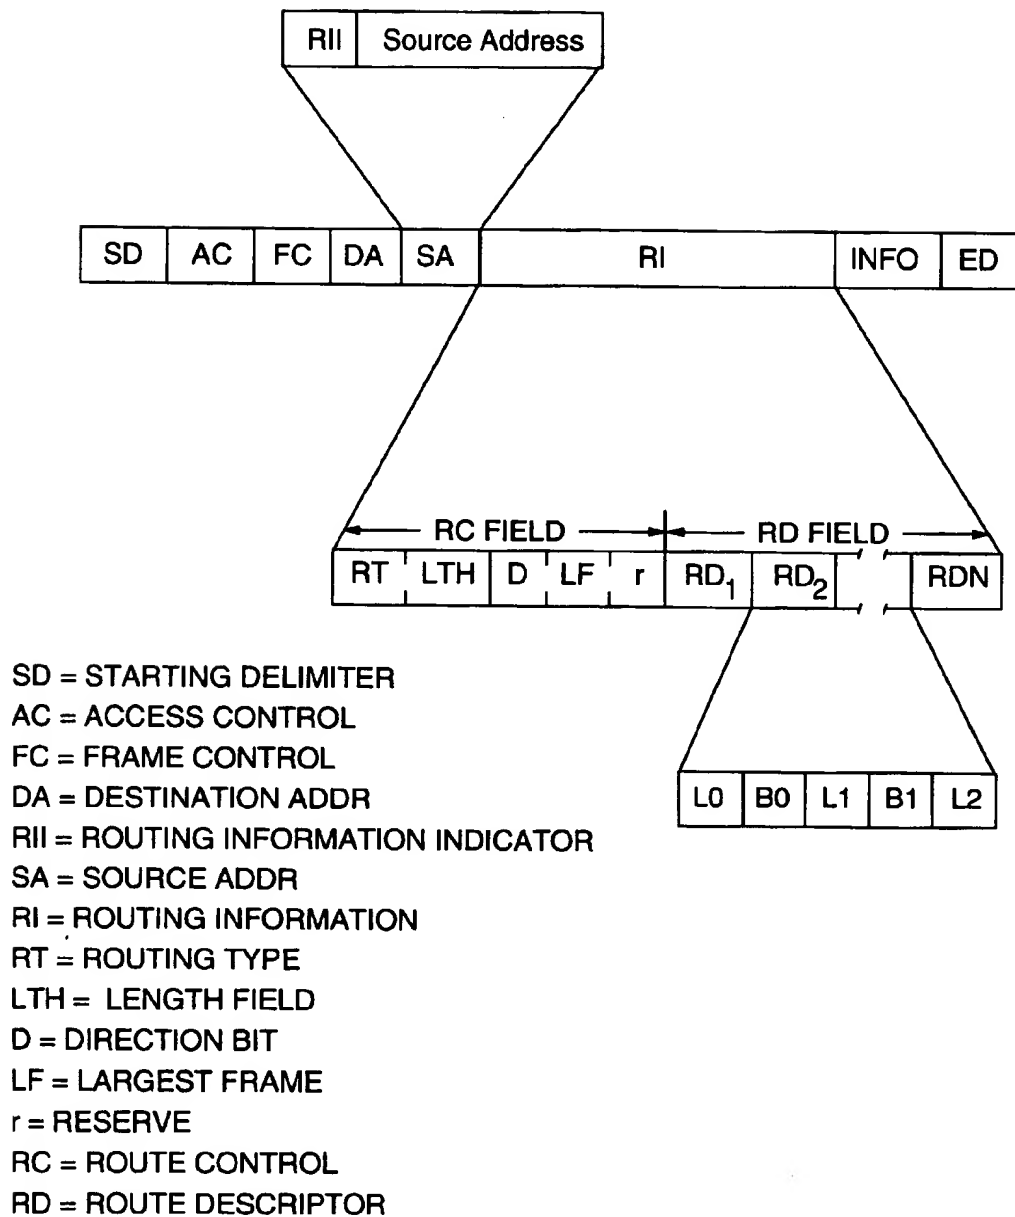 RII Source Address
SD AC FC DA SA RI INFO ED
RC FIELD RD FIELD
RT LTH D LF r RD1 RD2 RDN
L0 B0 L1 B1 L2
SD = STARTING DELIMITER
AC = ACCESS CONTROL
FC = FRAME CONTROL
DA = DESTINATION ADDR
RII = ROUTING INFORMATION INDICATOR
SA = SOURCE ADDR
RI = ROUTING INFORMATION
RT = ROUTING TYPE
LTH = LENGTH FIELD
D = DIRECTION BIT
LF = LARGEST FRAME
r = RESERVE
RC = ROUTE CONTROL
RD = ROUTE DESCRIPTOR